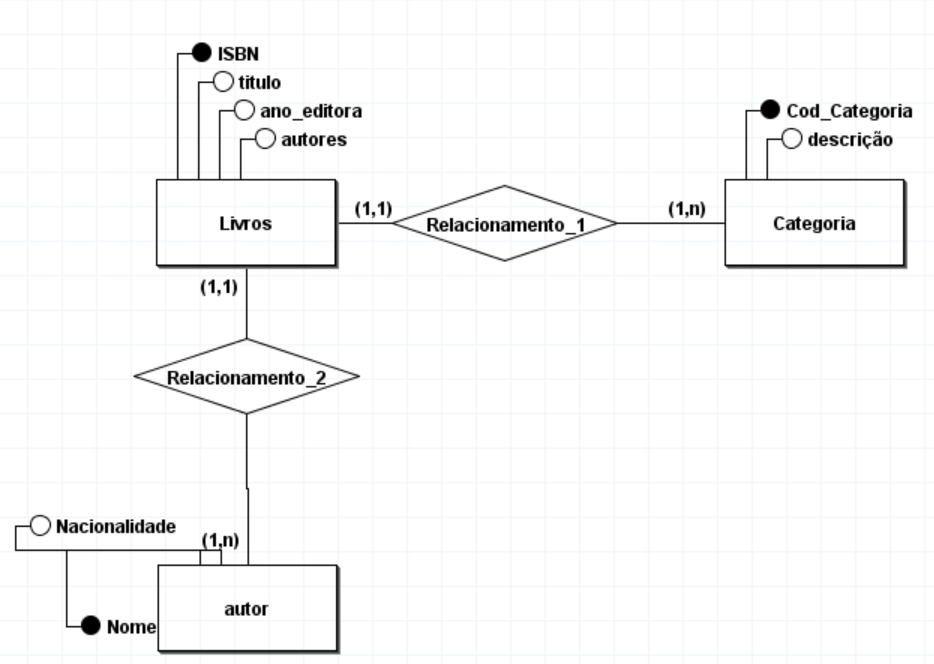 ISBN
titulo
ano_editora
autores
Cod_Categoria
descrição
Livros
(1,1)
Relacionamento_1
(1,n)
Categoria
(1,1)
Relacionamento_2
Nacionalidade
(1,n)
autor
Nome